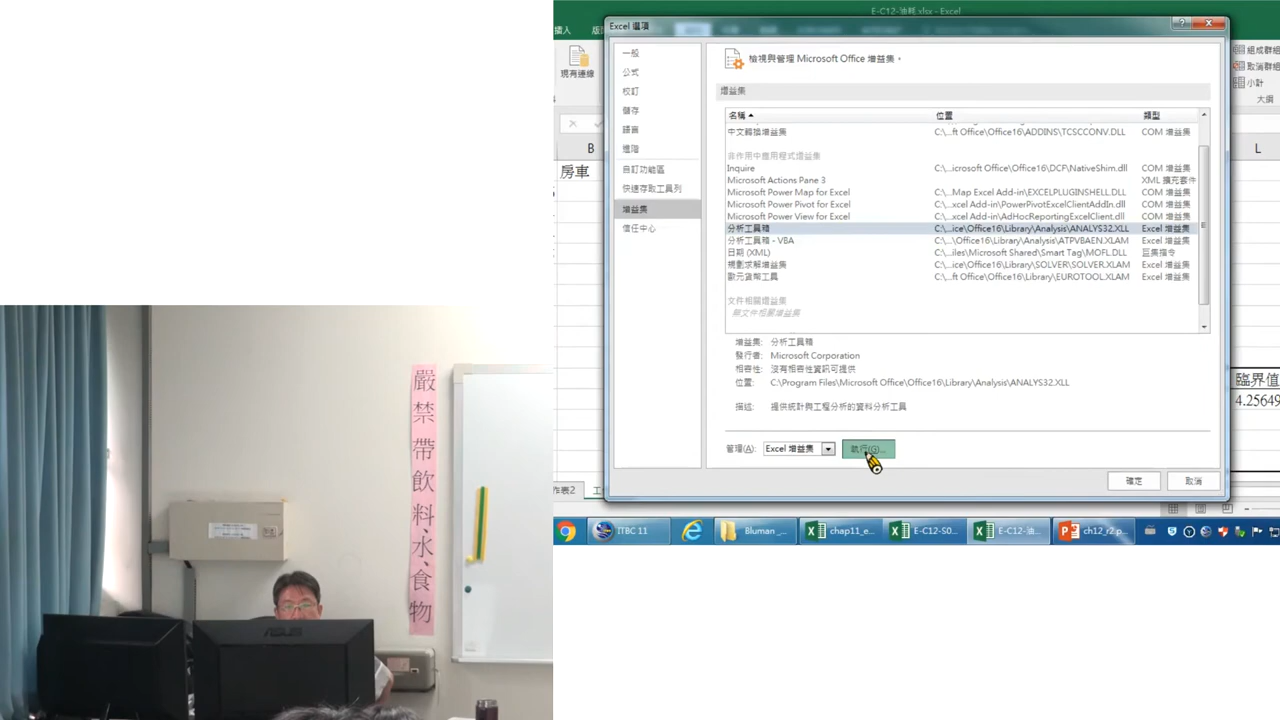 E-C12-油耗.xlsx - Excel
Excel 選項
插入
現有連線
組成群組
取消群組
小計
大綱
B
L
房車
臨界值
4.25649
一般
公式
校訂
儲存
語言
進階
自訂功能區
快速存取工具列
增益集
信任中心
檢視與管理 Microsoft Office 增益集。
增益集
名稱 位置 類型
中文轉換增益集 C:\...ft Office\Office16\ADDINS\TCSCCONV.DLL COM 增益集
非作用中應用程式增益集
Inquire C:\...icrosoft Office\Office16\DCF\NativeShim.dll COM 增益集
Microsoft Actions Pane 3 XML 擴充套件
Microsoft Power Map for Excel C:\...Map Excel Add-in\EXCELPLUGINSHELL.DLL COM 增益集
Microsoft Power Pivot for Excel C:\...xcel Add-in\PowerPivotExcelClientAddIn.dll COM 增益集
Microsoft Power View for Excel C:\...xcel Add-in\AdHocReportingExcelClient.dll COM 增益集
分析工具箱 C:\...ice\Office16\Library\Analysis\ANALYS32.XLL Excel 增益集
分析工具箱 - VBA C:\...\Office16\Library\Analysis\ATPVBAEN.XLAM Excel 增益集
日期 (XML) C:\...iles\Microsoft Shared\Smart Tag\MOFL.DLL 巨集指令
規劃求解增益集 C:\...ice\Office16\Library\SOLVER\SOLVER.XLAM Excel 增益集
歐元貨幣工具 C:\...ft Office\Office16\Library\EUROTOOL.XLAM Excel 增益集
文件相關增益集
無文件相關增益集
增益集: 分析工具箱
發行者: Microsoft Corporation
相容性: 沒有相容性資訊可提供
位置: C:\Program Files\Microsoft Office\Office16\Library\Analysis\ANALYS32.XLL
描述: 提供統計與工程分析的資料分析工具
管理(A): Excel 增益集 執行(G)...
確定 取消
作表2
ITBC 11 Bluman _... chap11_e... E-C12-S0... E-C12-油... ch12_r2.p...
嚴禁帶飲料、水、食物
ASUS